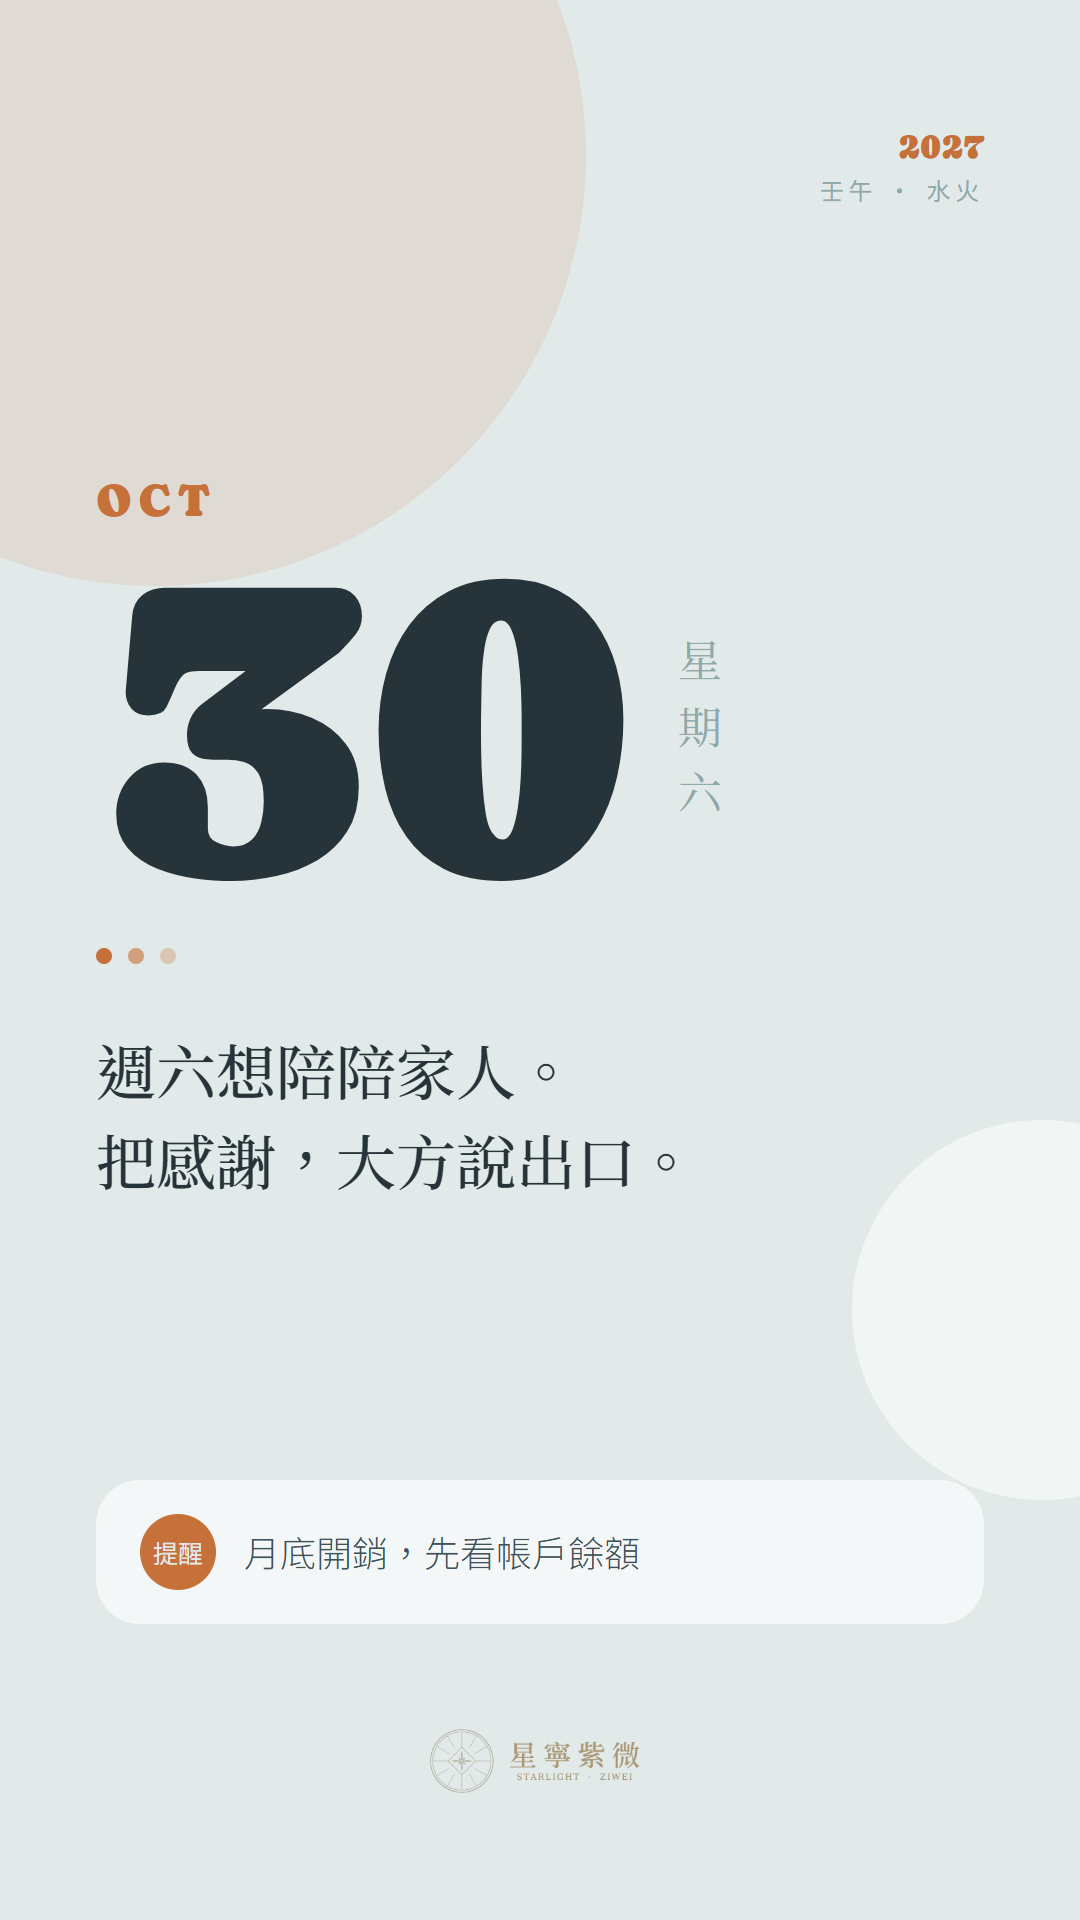 2027
壬午 · 水火
OCT
30
星期六
週六想陪陪家人。
把感謝，大方說出口。
提醒
月底開銷，先看帳戶餘額
星寧紫微
STARLIGHT · ZIWEI